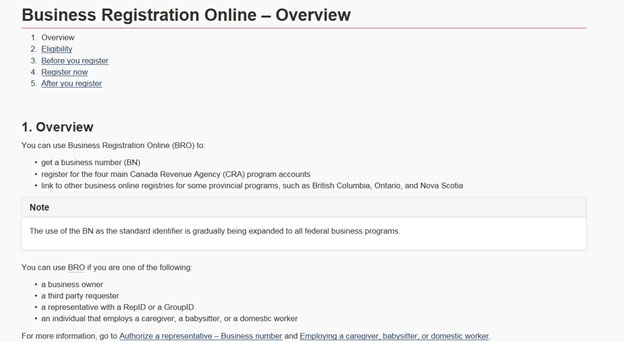 Business Registration Online – Overview
1. Overview
2. Eligibility
3. Before you register
4. Register now
5. After you register
1. Overview
You can use Business Registration Online (BRO) to:
• get a business number (BN)
• register for the four main Canada Revenue Agency (CRA) program accounts
• link to other business online registries for some provincial programs, such as British Columbia, Ontario, and Nova Scotia
Note
The use of the BN as the standard identifier is gradually being expanded to all federal business programs.
You can use BRO if you are one of the following:
• a business owner
• a third party requester
• a representative with a RepID or a GroupID
• an individual that employs a caregiver, a babysitter, or a domestic worker
For more information, go to Authorize a representative – Business number and Employing a caregiver, babysitter, or domestic worker.